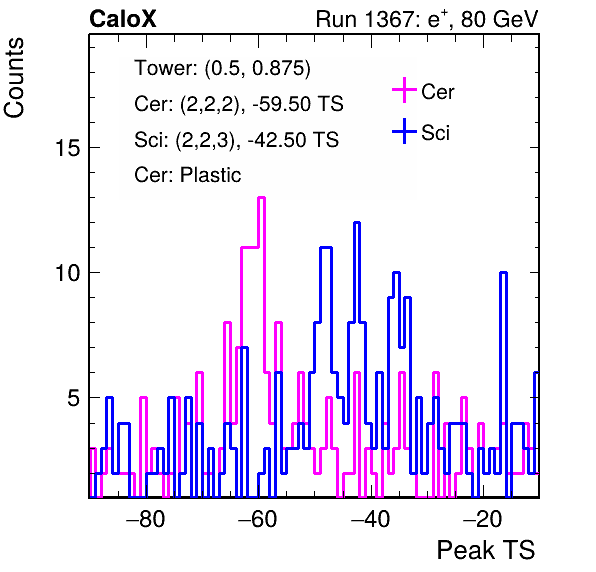 CaloX Run 1367: e⁺, 80 GeV
Counts
Tower: (0.5, 0.875)
Cer: (2,2,2), -59.50 TS
Sci: (2,2,3), -42.50 TS
Cer: Plastic
Cer
Sci
15
10
5
−80 −60 −40 −20
Peak TS